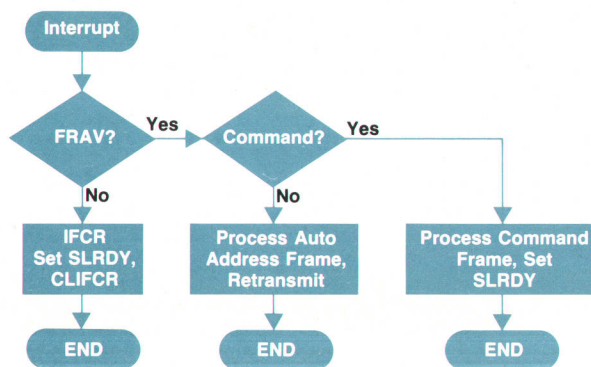 Interrupt
FRAV?
Yes
Command?
Yes
No
No
IFCR
Set SLRDY,
CLIFCR
Process Auto
Address Frame,
Retransmit
Process Command
Frame, Set
SLRDY
END
END
END